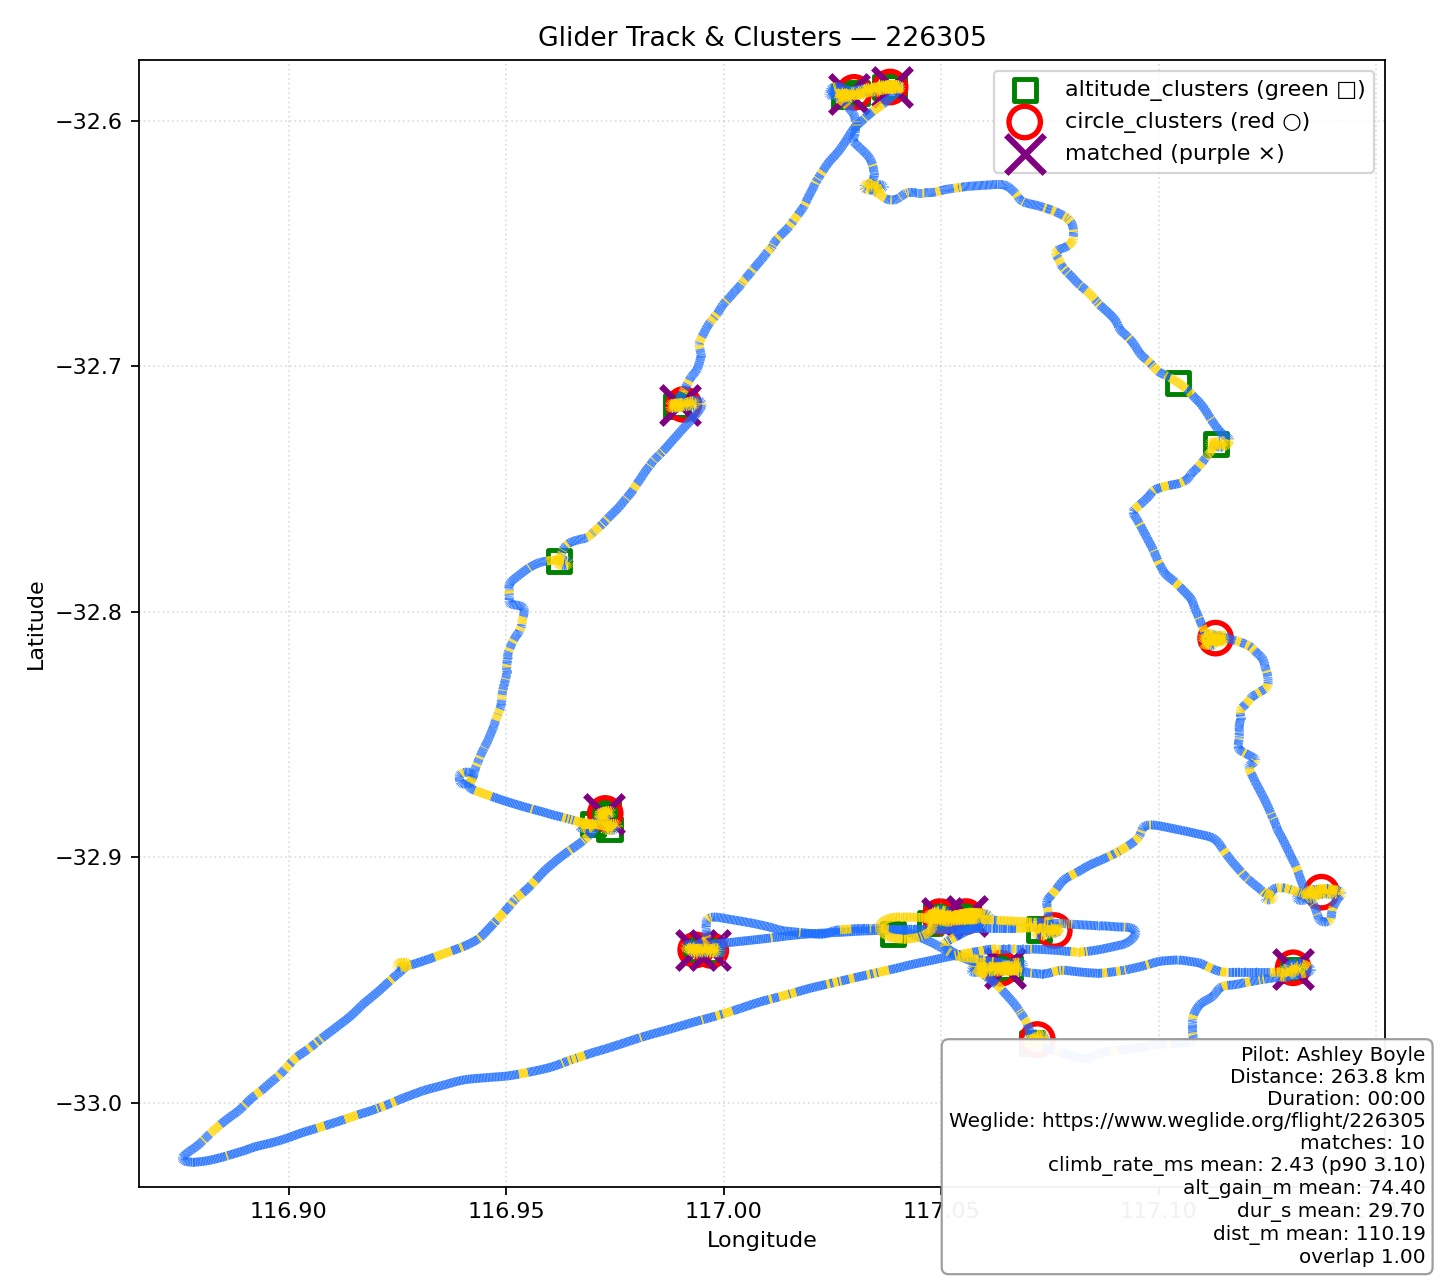 Glider Track & Clusters — 226305
altitude_clusters (green □)
circle_clusters (red ○)
matched (purple ×)
−32.6
−32.7
−32.8
−32.9
−33.0
Latitude
116.90
116.95
117.00
117.05
117.10
Longitude
Pilot: Ashley Boyle
Distance: 263.8 km
Duration: 00:00
Weglide: https://www.weglide.org/flight/226305
matches: 10
climb_rate_ms mean: 2.43 (p90 3.10)
alt_gain_m mean: 74.40
dur_s mean: 29.70
dist_m mean: 110.19
overlap 1.00